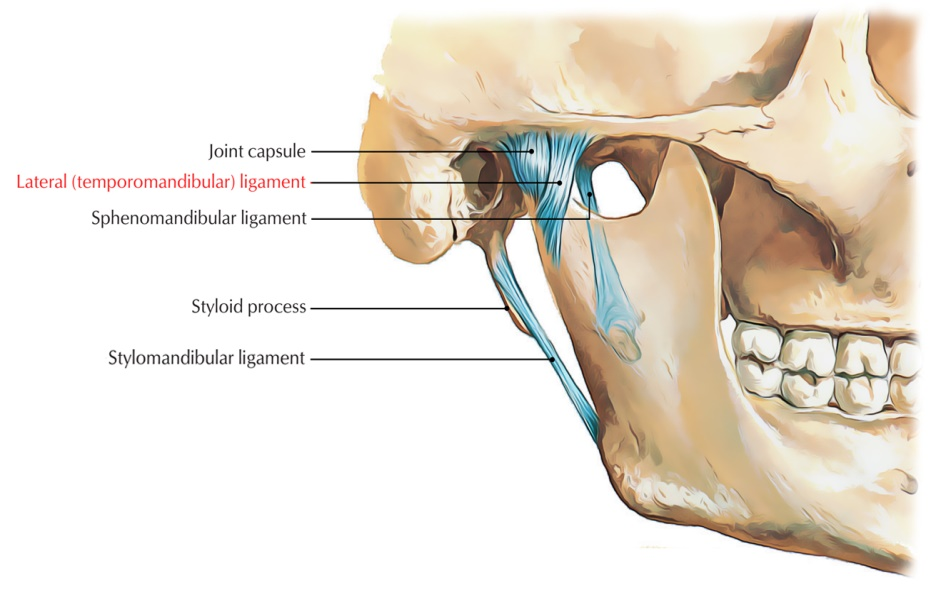 Joint capsule
Lateral (temporomandibular) ligament
Sphenomandibular ligament
Styloid process
Stylomandibular ligament